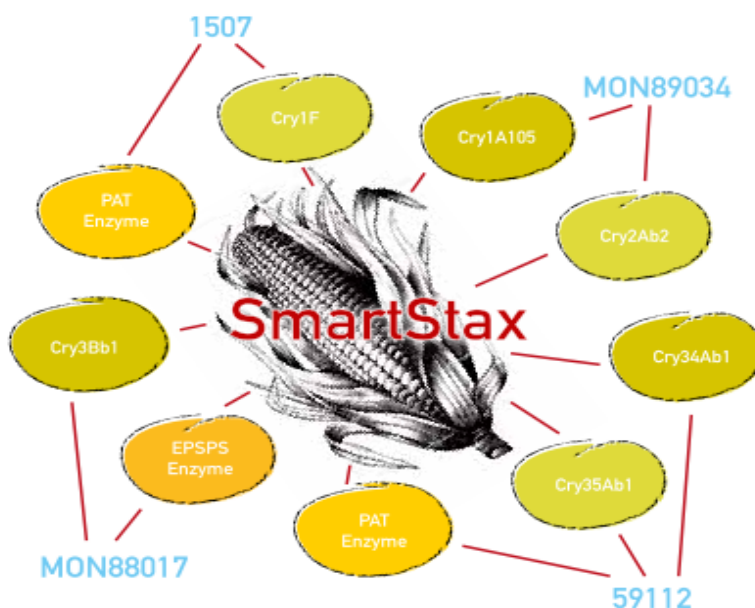 1507
MON89034
Cry1F
Cry1A105
PAT
Enzyme
Cry2Ab2
SmartStax
Cry3Bb1
Cry34Ab1
EPSPS
Enzyme
Cry35Ab1
PAT
Enzyme
MON88017
59112